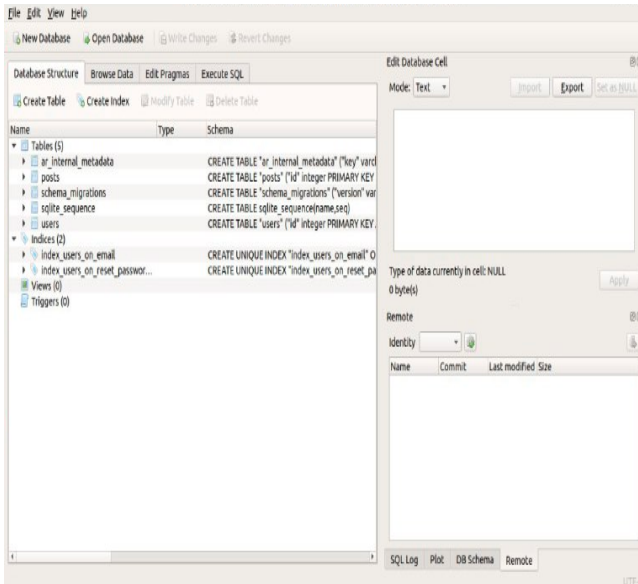 File Edit View Help
New Database Open Database Write Changes Revert Changes
Database Structure Browse Data Edit Pragmas Execute SQL
Create Table Create Index Modify Table Delete Table
Name Type Schema
Tables (5)
ar_internal_metadata CREATE TABLE "ar_internal_metadata" ("key" varcl
posts CREATE TABLE "posts" ("id" integer PRIMARY KEY
schema_migrations CREATE TABLE "schema_migrations" ("version" var
sqlite_sequence CREATE TABLE sqlite_sequence(name,seq)
users CREATE TABLE "users" ("id" integer PRIMARY KEY.
Indices (2)
index_users_on_email CREATE UNIQUE INDEX "index_users_on_email" O
index_users_on_reset_passwor... CREATE UNIQUE INDEX "index_users_on_reset_pa
Views (0)
Triggers (0)
Edit Database Cell
Mode: Text Import Export Set as NULL
Type of data currently in cell: NULL
0 byte(s)
Apply
Remote
Identity
Name Commit Last modified Size
SQL Log Plot DB Schema Remote
UTF-